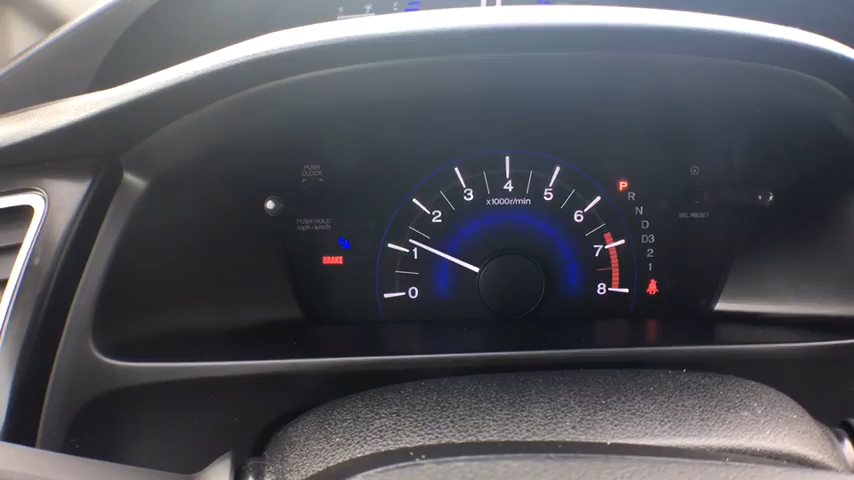 PUSH
CLOCK
PUSH HOLD
mph•km/h
BRAKE
0
1
2
3
4
5
6
7
8
x1000r/min
P
R
N
D
D3
2
1
SEL/RESET